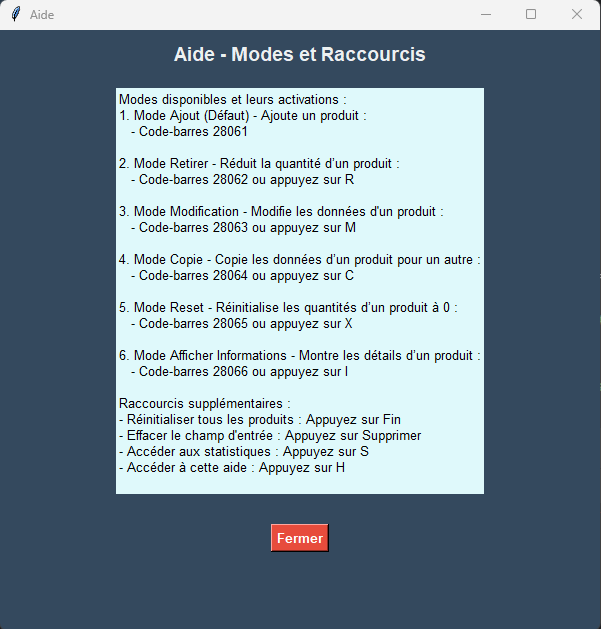 Aide
Aide - Modes et Raccourcis
Modes disponibles et leurs activations :
1. Mode Ajout (Défaut) - Ajoute un produit :
- Code-barres 28061
2. Mode Retirer - Réduit la quantité d'un produit :
- Code-barres 28062 ou appuyez sur R
3. Mode Modification - Modifie les données d'un produit :
- Code-barres 28063 ou appuyez sur M
4. Mode Copie - Copie les données d'un produit pour un autre :
- Code-barres 28064 ou appuyez sur C
5. Mode Reset - Réinitialise les quantités d'un produit à 0 :
- Code-barres 28065 ou appuyez sur X
6. Mode Afficher Informations - Montre les détails d'un produit :
- Code-barres 28066 ou appuyez sur I
Raccourcis supplémentaires :
- Réinitialiser tous les produits : Appuyez sur Fin
- Effacer le champ d'entrée : Appuyez sur Supprimer
- Accéder aux statistiques : Appuyez sur S
- Accéder à cette aide : Appuyez sur H
Fermer